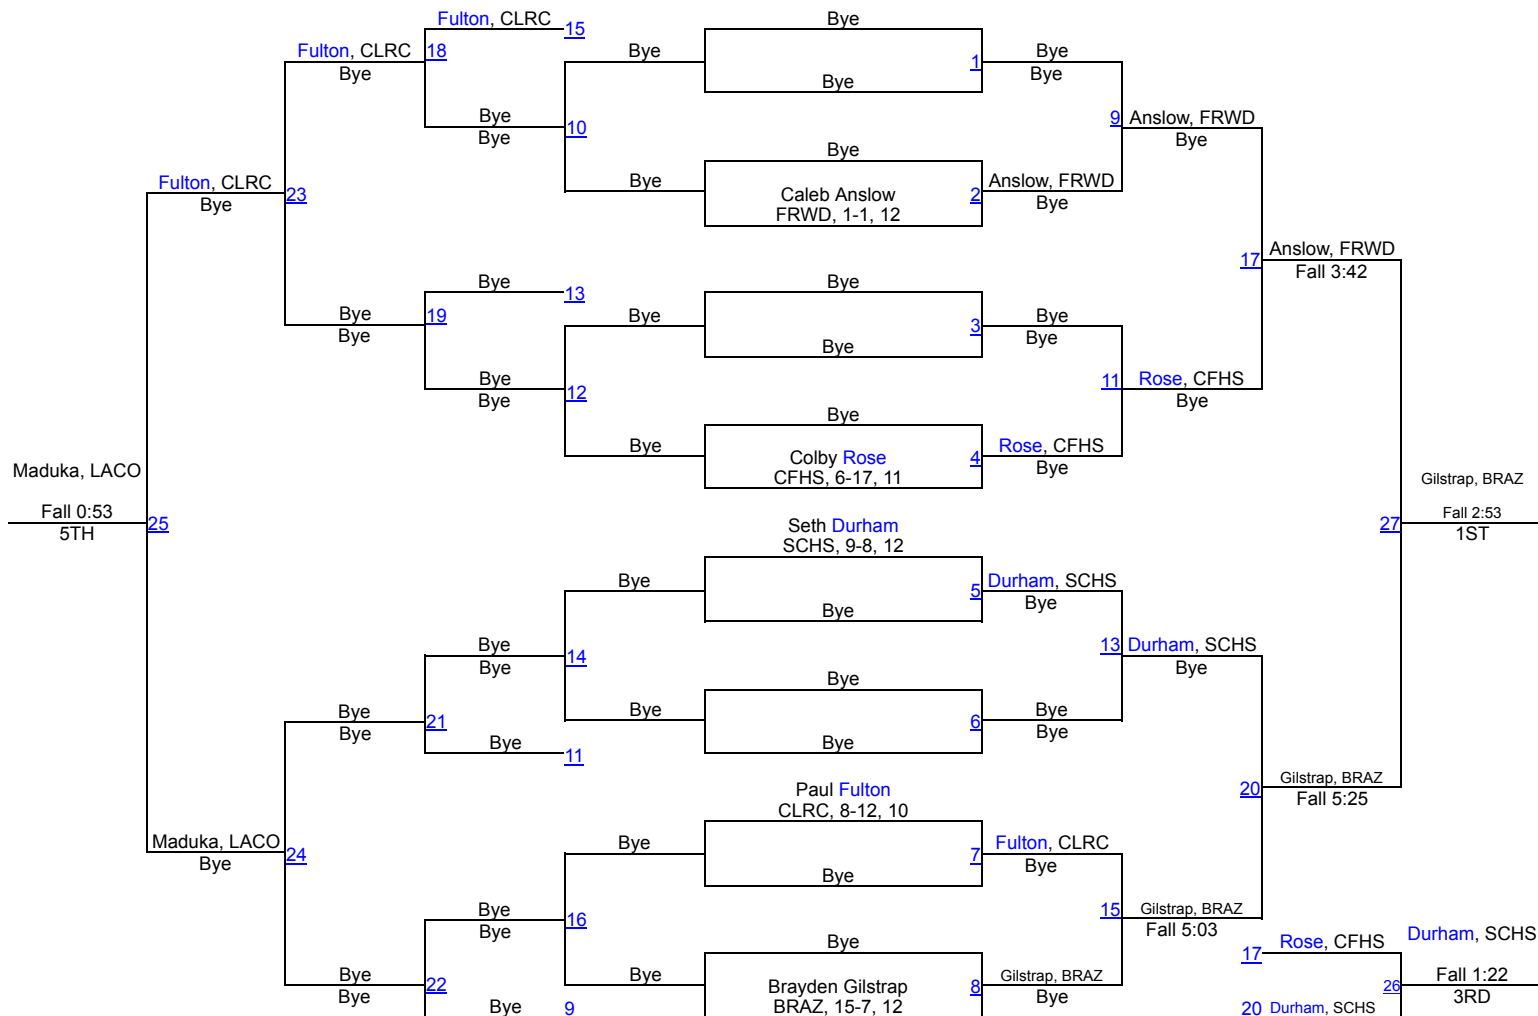 Bye
Fulton, CLRC
15
Fulton, CLRC
18
Bye
1
Bye
Bye
Bye
Bye
Bye
10
Bye
9
Anslow, FRWD
Bye
Bye
Bye
Fulton, CLRC
23
Bye
Bye
Caleb Anslow
FRWD, 1-1, 12
2
Anslow, FRWD
Bye
17
Anslow, FRWD
Fall 3:42
Bye
13
Bye
Bye
19
Bye
Bye
3
Bye
Bye
Bye
Bye
Bye
12
11
Rose, CFHS
Bye
Bye
Bye
Colby Rose
CFHS, 6-17, 11
4
Rose, CFHS
Bye
Maduka, LACO
Fall 0:53
5TH
25
Gilstrap, BRAZ
27
Fall 2:53
1ST
Seth Durham
SCHS, 9-8, 12
Bye
5
Durham, SCHS
Bye
Bye
Bye
Bye
14
13
Durham, SCHS
Bye
Bye
Bye
6
Bye
Bye
Bye
Bye
Bye
21
Bye
11
20
Gilstrap, BRAZ
Fall 5:25
Paul Fulton
CLRC, 8-12, 10
Bye
7
Fulton, CLRC
Bye
Bye
Maduka, LACO
24
Bye
Bye
Bye
16
15
Gilstrap, BRAZ
Fall 5:03
Bye
Bye
Brayden Gilstrap
BRAZ, 15-7, 12
8
Gilstrap, BRAZ
Bye
Bye
Bye
22
Bye
9
17
Rose, CFHS
Durham, SCHS
26
Fall 1:22
3RD
20
Durham, SCHS